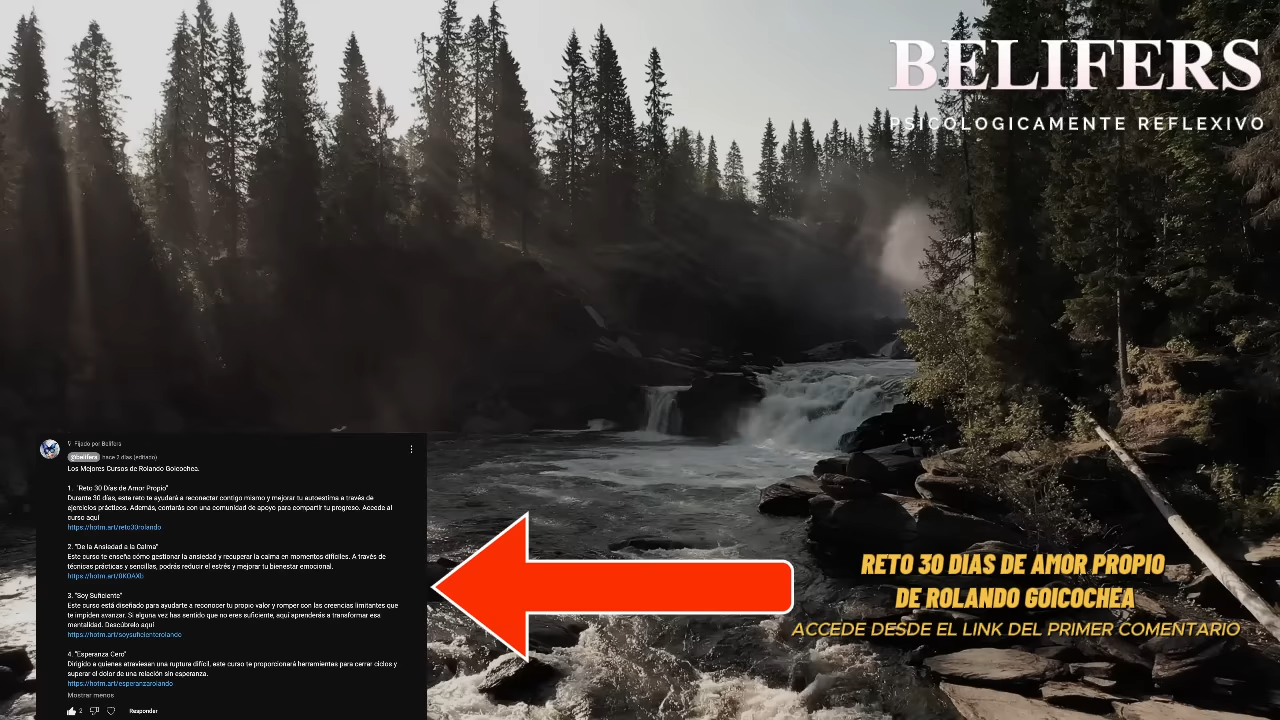 BELIFERS
PSICOLOGICAMENTE REFLEXIVO
Fijado por Belifers
@belifers hace 2 días (editado)
Los Mejores Cursos de Rolando Goicochea.
1. "Reto 30 Días de Amor Propio"
Durante 30 días, este reto te ayudará a reconectar contigo mismo y mejorar tu autoestima a través de
ejercicios prácticos. Además, contarás con una comunidad de apoyo para compartir tu progreso. Accede al
curso aquí
https://hotm.art/reto30rolando
2. "De la Ansiedad a la Calma"
Este curso te enseña cómo gestionar la ansiedad y recuperar la calma en momentos difíciles. A través de
técnicas prácticas y sencillas, podrás reducir el estrés y mejorar tu bienestar emocional.
https://hotm.art/0KOAXb
3. "Soy Suficiente"
Este curso está diseñado para ayudarte a reconocer tu propio valor y romper con las creencias limitantes que
te impiden avanzar. Si alguna vez has sentido que no eres suficiente, aquí aprenderás a transformar esa
mentalidad. Descúbrelo aquí
https://hotm.art/soysuficienterolando
4. "Esperanza Cero"
Dirigido a quienes atraviesan una ruptura difícil, este curso te proporcionará herramientas para cerrar ciclos y
superar el dolor de una relación sin esperanza.
https://hotm.art/esperanzarolando
Mostrar menos
2 Responder
RETO 30 DIAS DE AMOR PROPIO
DE ROLANDO GOICOCHEA
ACCEDE DESDE EL LINK DEL PRIMER COMENTARIO